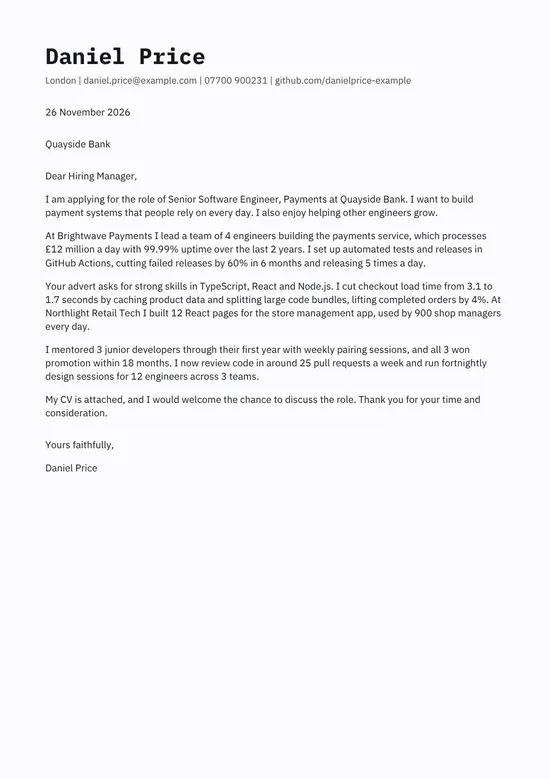 Daniel Price
London | daniel.price@example.com | 07700 900231 | github.com/danielprice-example
26 November 2026
Quayside Bank
Dear Hiring Manager,
I am applying for the role of Senior Software Engineer, Payments at Quayside Bank. I want to build
payment systems that people rely on every day. I also enjoy helping other engineers grow.
At Brightwave Payments I lead a team of 4 engineers building the payments service, which processes
£12 million a day with 99.99% uptime over the last 2 years. I set up automated tests and releases in
GitHub Actions, cutting failed releases by 60% in 6 months and releasing 5 times a day.
Your advert asks for strong skills in TypeScript, React and Node.js. I cut checkout load time from 3.1 to
1.7 seconds by caching product data and splitting large code bundles, lifting completed orders by 4%. At
Northlight Retail Tech I built 12 React pages for the store management app, used by 900 shop managers
every day.
I mentored 3 junior developers through their first year with weekly pairing sessions, and all 3 won
promotion within 18 months. I now review code in around 25 pull requests a week and run fortnightly
design sessions for 12 engineers across 3 teams.
My CV is attached, and I would welcome the chance to discuss the role. Thank you for your time and
consideration.
Yours faithfully,
Daniel Price